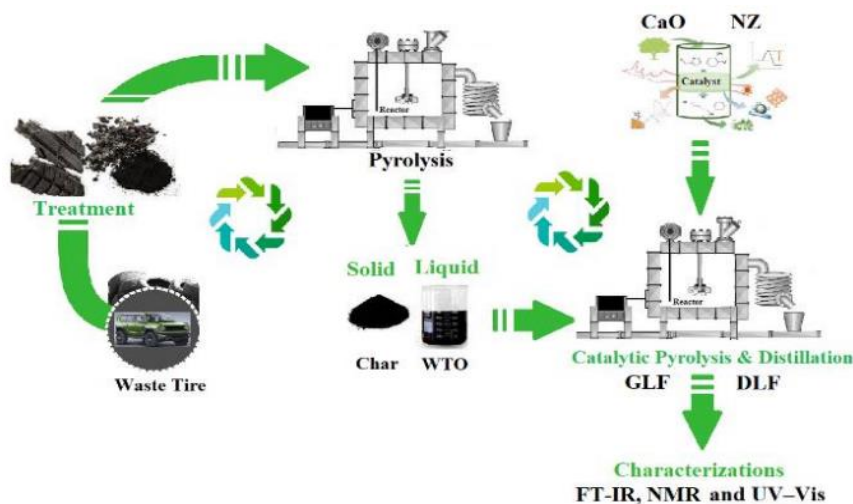 CaO NZ
Catalyst
Reactor
Pyrolysis
Treatment
Solid Liquid
Char WTO
Waste Tire
Reactor
Catalytic Pyrolysis & Distillation
GLF DLF
Characterizations
FT-IR, NMR and UV–Vis